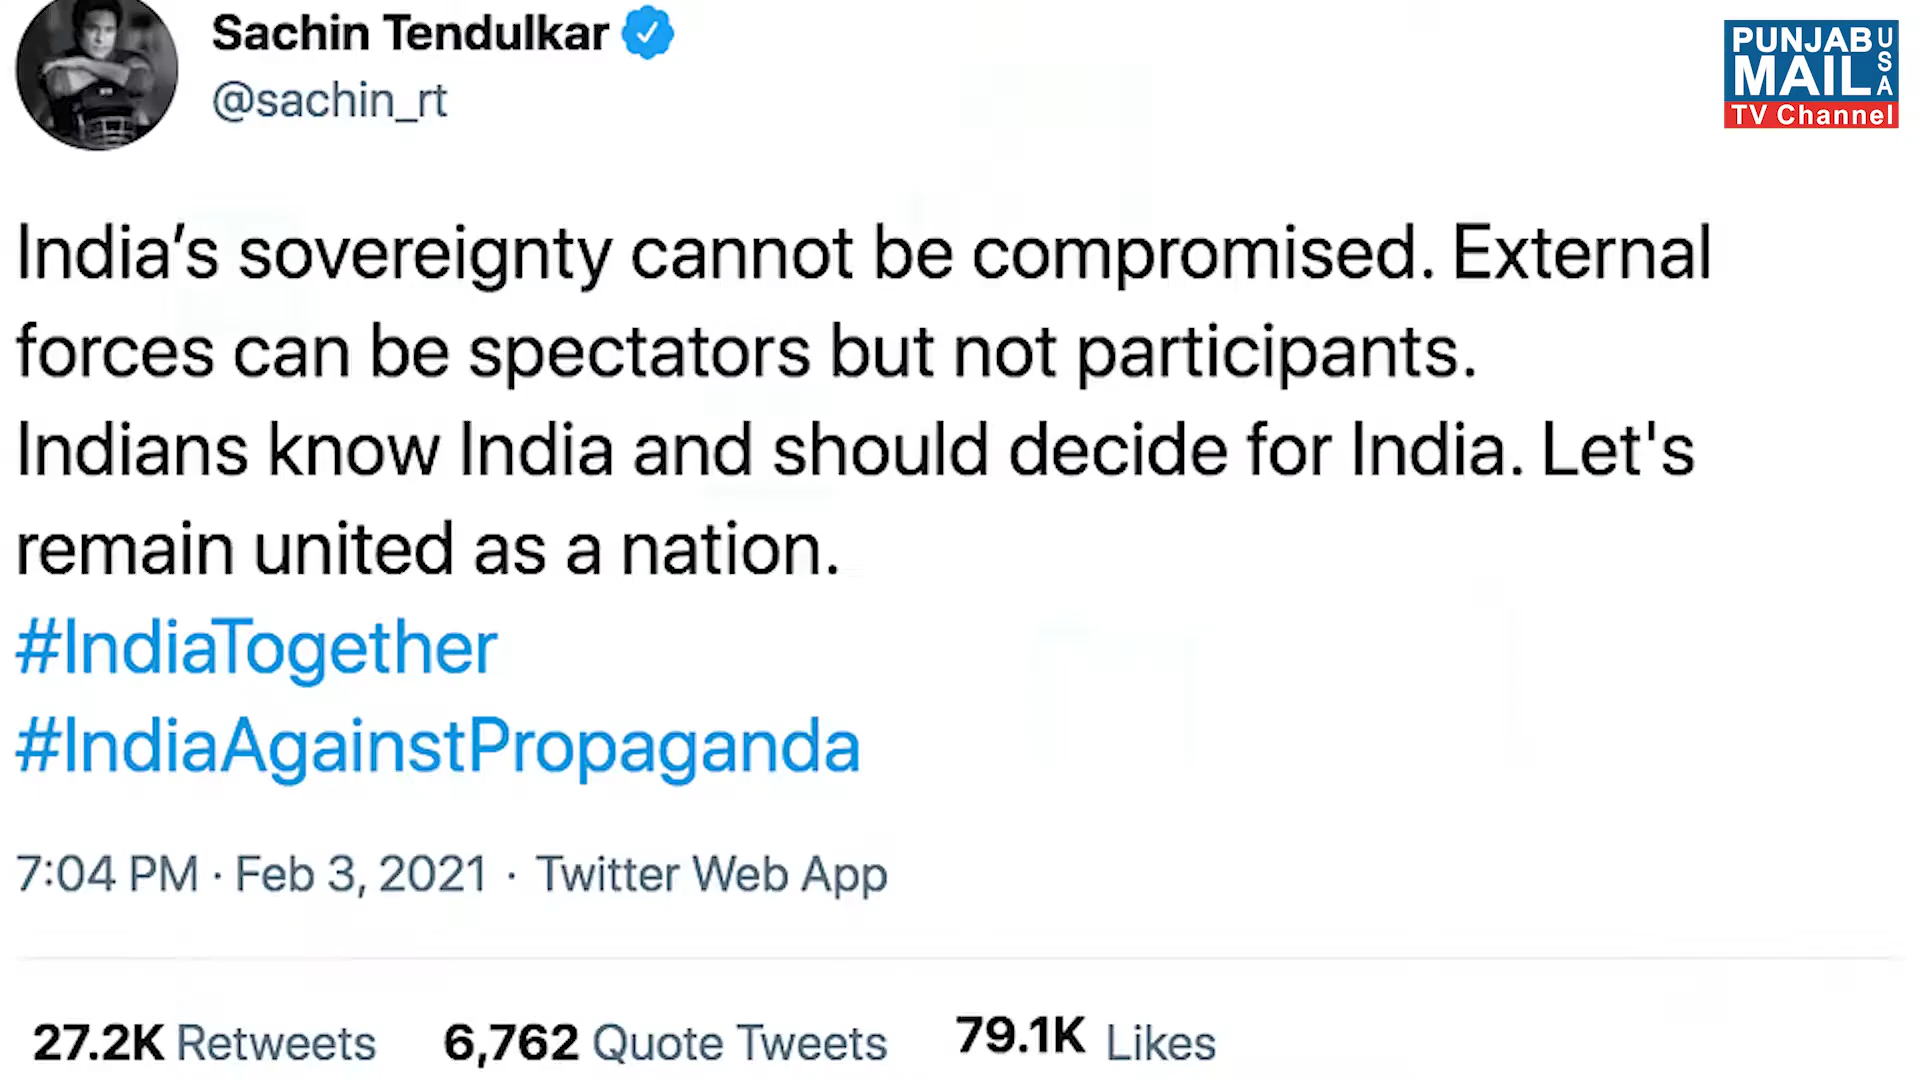 Sachin Tendulkar
@sachin_rt
PUNJAB USA
MAIL
TV Channel
India’s sovereignty cannot be compromised. External
forces can be spectators but not participants.
Indians know India and should decide for India. Let's
remain united as a nation.
#IndiaTogether
#IndiaAgainstPropaganda
7:04 PM · Feb 3, 2021 · Twitter Web App
27.2K Retweets 6,762 Quote Tweets 79.1K Likes